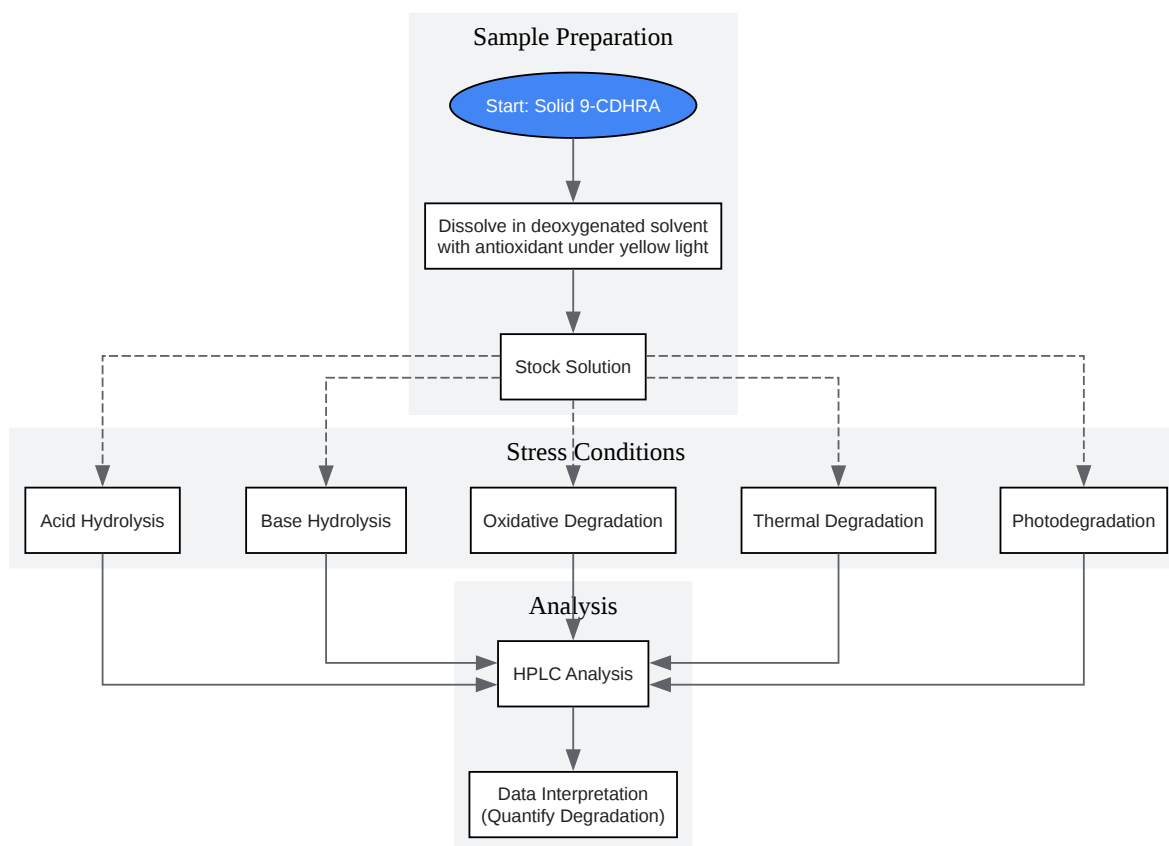 Sample Preparation
Start: Solid 9-CDHRA
Dissolve in deoxygenated solvent
with antioxidant under yellow light
Stock Solution
Stress Conditions
Acid Hydrolysis
Base Hydrolysis
Oxidative Degradation
Thermal Degradation
Photodegradation
Analysis
HPLC Analysis
Data Interpretation
(Quantify Degradation)